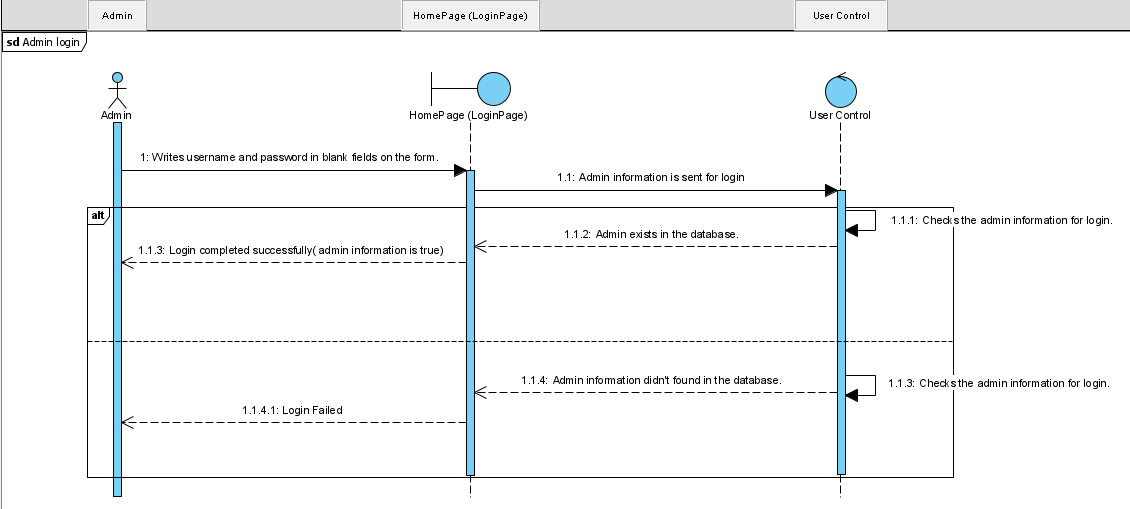 Admin
HomePage (LoginPage)
User Control
sd Admin login
Admin
HomePage (LoginPage)
User Control
1: Writes username and password in blank fields on the form.
1.1: Admin information is sent for login
alt
1.1.1: Checks the admin information for login.
1.1.2: Admin exists in the database.
1.1.3: Login completed successfully( admin information is true)
1.1.4: Admin information didn't found in the database.
1.1.3: Checks the admin information for login.
1.1.4.1: Login Failed